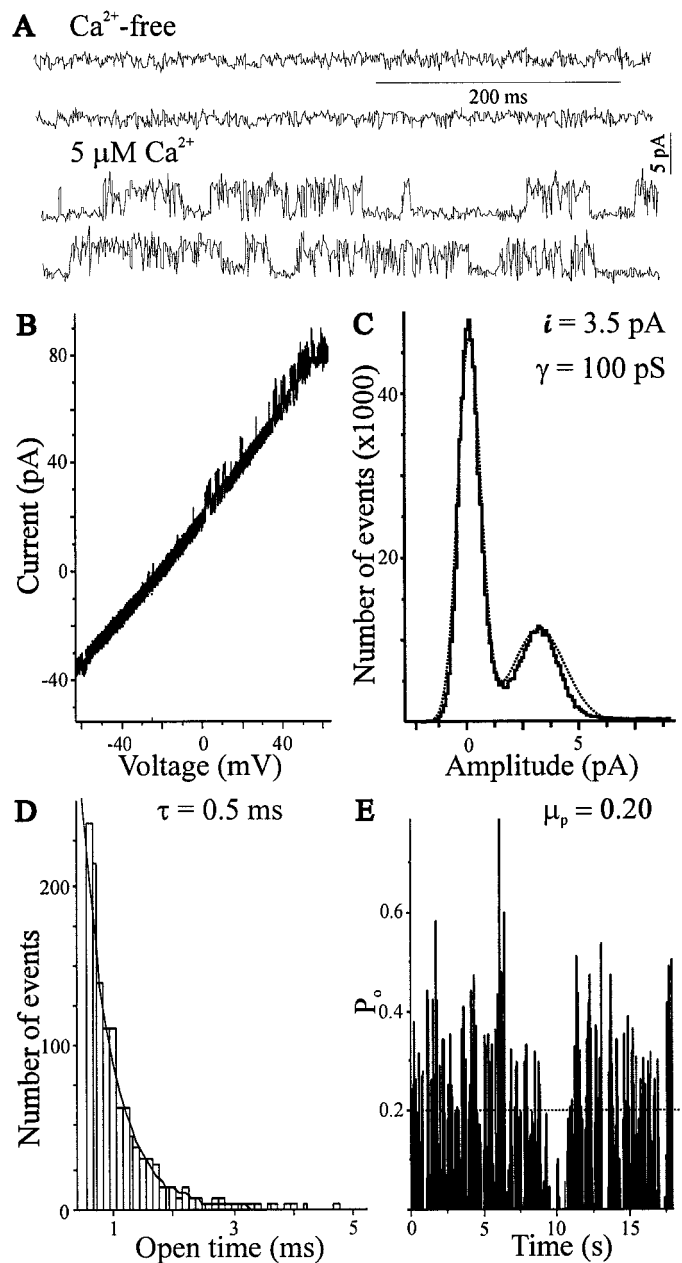 A Ca²⁺-free
200 ms
5 µM Ca²⁺
5 pA
B
Current (pA)
80
40
0
-40
-40 0 40
Voltage (mV)
C
i = 3.5 pA
γ = 100 pS
Number of events (x1000)
40
20
0 5
Amplitude (pA)
D τ = 0.5 ms
Number of events
200
100
0
1 2 3 5
Open time (ms)
E μp = 0.20
Po
0.6
0.4
0.2
0 5 10 15
Time (s)